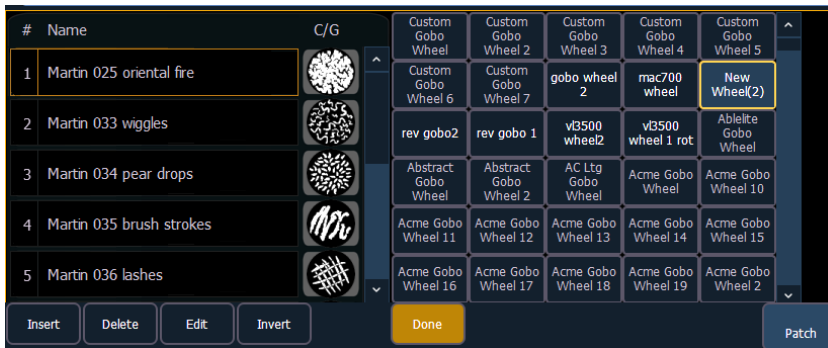 # Name C/G
1 Martin 025 oriental fire
2 Martin 033 wiggles
3 Martin 034 pear drops
4 Martin 035 brush strokes
5 Martin 036 lashes
Insert Delete Edit Invert
Custom
Gobo
Wheel
Custom
Gobo
Wheel 2
Custom
Gobo
Wheel 3
Custom
Gobo
Wheel 4
Custom
Gobo
Wheel 5
Custom
Gobo
Wheel 6
Custom
Gobo
Wheel 7
gobo wheel
2
mac700
wheel
New
Wheel(2)
rev gobo2
rev gobo 1
vl3500
wheel2
vl3500
wheel 1 rot
Ablelite
Gobo
Wheel
Abstract
Gobo
Wheel
Abstract
Gobo
Wheel 2
AC Ltg
Gobo
Wheel
Acme Gobo
Wheel
Acme Gobo
Wheel 10
Acme Gobo
Wheel 11
Acme Gobo
Wheel 12
Acme Gobo
Wheel 13
Acme Gobo
Wheel 14
Acme Gobo
Wheel 15
Acme Gobo
Wheel 16
Acme Gobo
Wheel 17
Acme Gobo
Wheel 18
Acme Gobo
Wheel 19
Acme Gobo
Wheel 2
Done
Patch